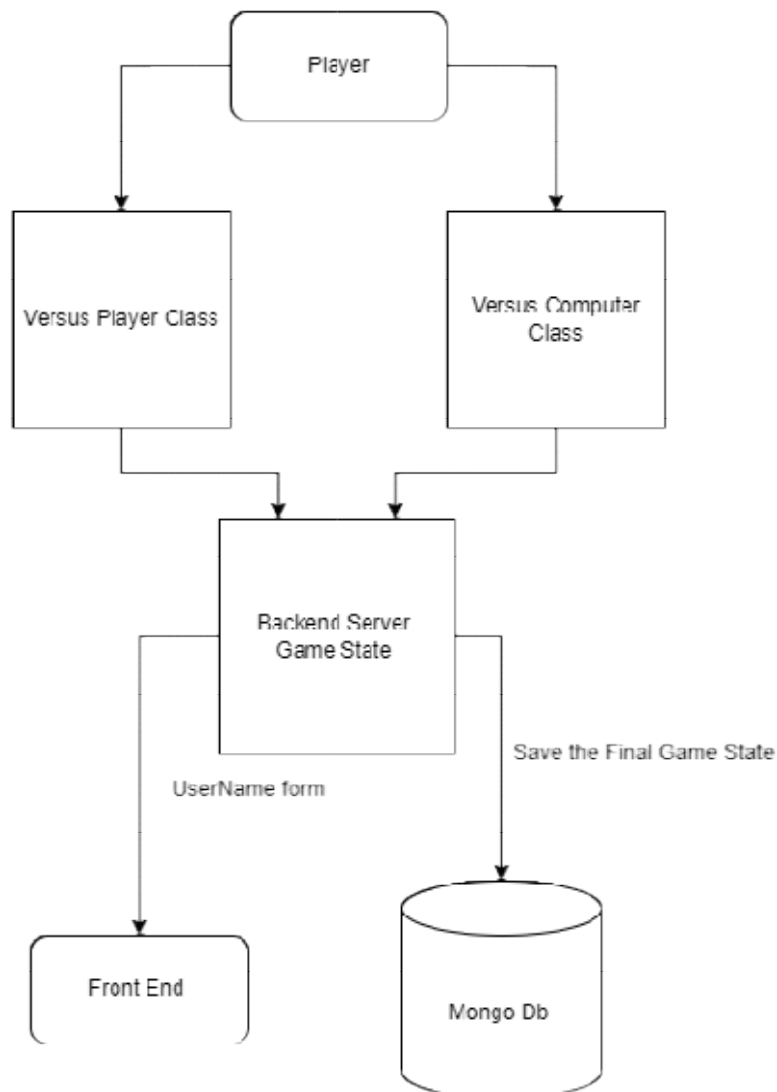 Player
Versus Player Class
Versus Computer
Class
Backend Server
Game State
Save the Final Game State
UserName form
Front End
Mongo Db